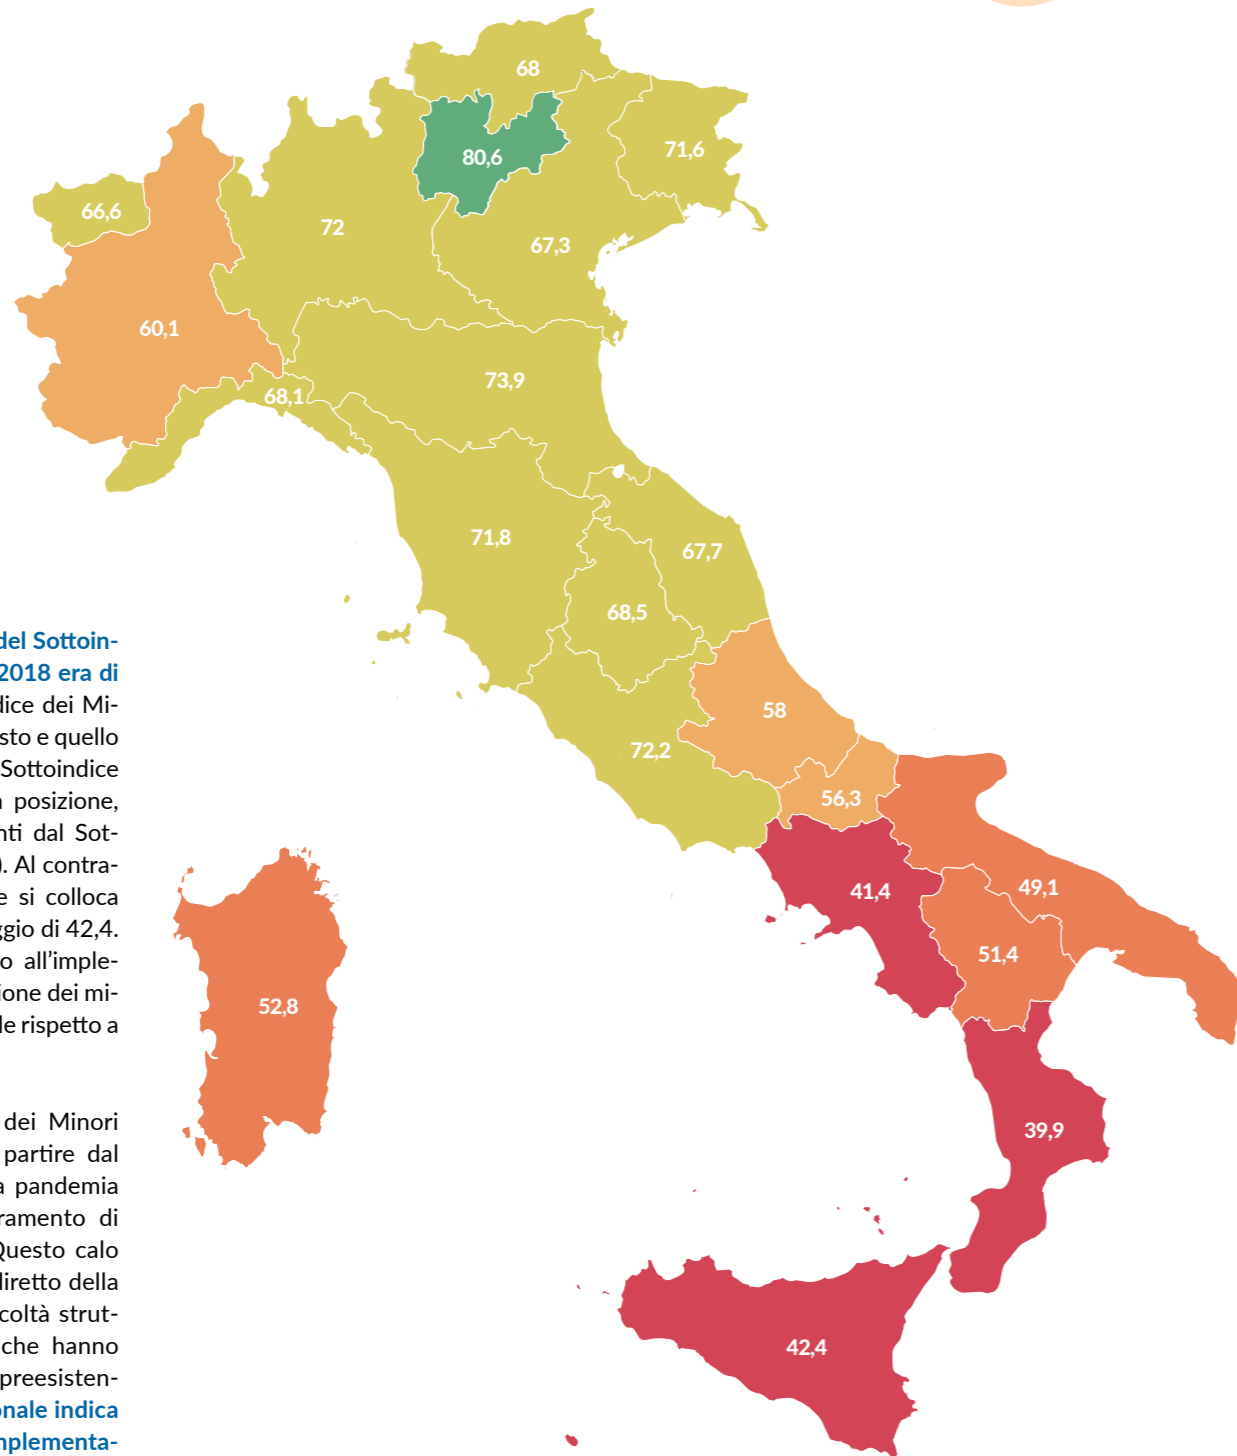 68
80,6
71,6
66,6
72
67,3
60,1
73,9
68,1
71,8
67,7
68,5
58
72,2
56,3
41,4
49,1
51,4
52,8
39,9
42,4
del Sottoin-
2018 era di
dice dei Mi-
sto e quello
Sottoindice
posizione,
nti dal Sot-
). Al contra-
e si colloca
ggio di 42,4.
o all’imple-
ione dei mi-
le rispetto a
dei Minori
partire dal
a pandemia
ramento di
Questo calo
diretto della
coltà strut-
che hanno
preesisten-
onale indica
mplementa-